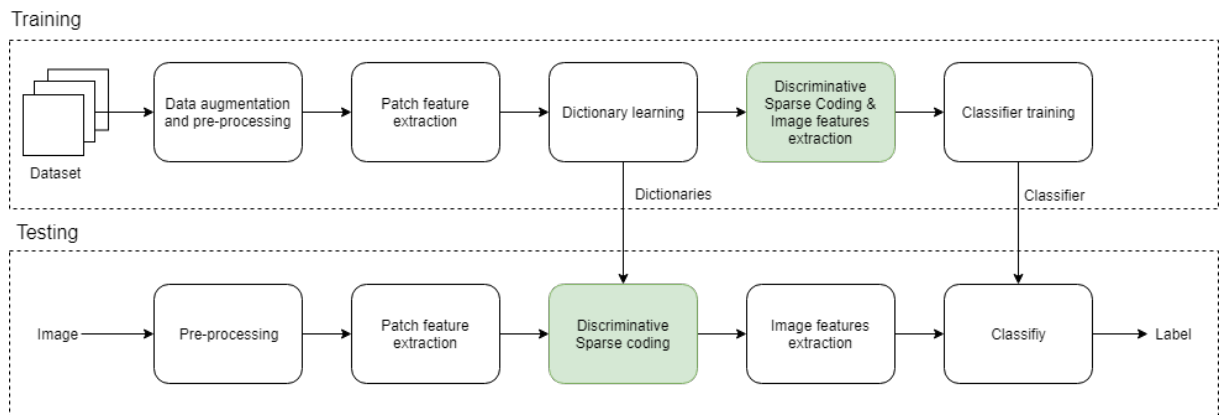 Training
Data augmentation
and pre-processing
Patch feature
extraction
Dictionary learning
Discriminative
Sparse Coding &
Image features
extraction
Classifier training
Dataset
Dictionaries
Classifier
Testing
Image
Pre-processing
Patch feature
extraction
Discriminative
Sparse coding
Image features
extraction
Classifiy
Label